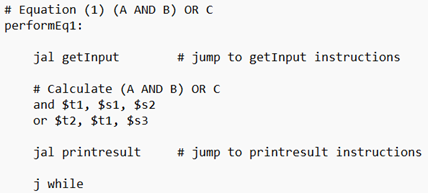 # Equation (1) (A AND B) OR C
performEq1:
jal getInput # jump to getInput instructions
# Calculate (A AND B) OR C
and $t1, $s1, $s2
or $t2, $t1, $s3
jal printresult # jump to printresult instructions
j while